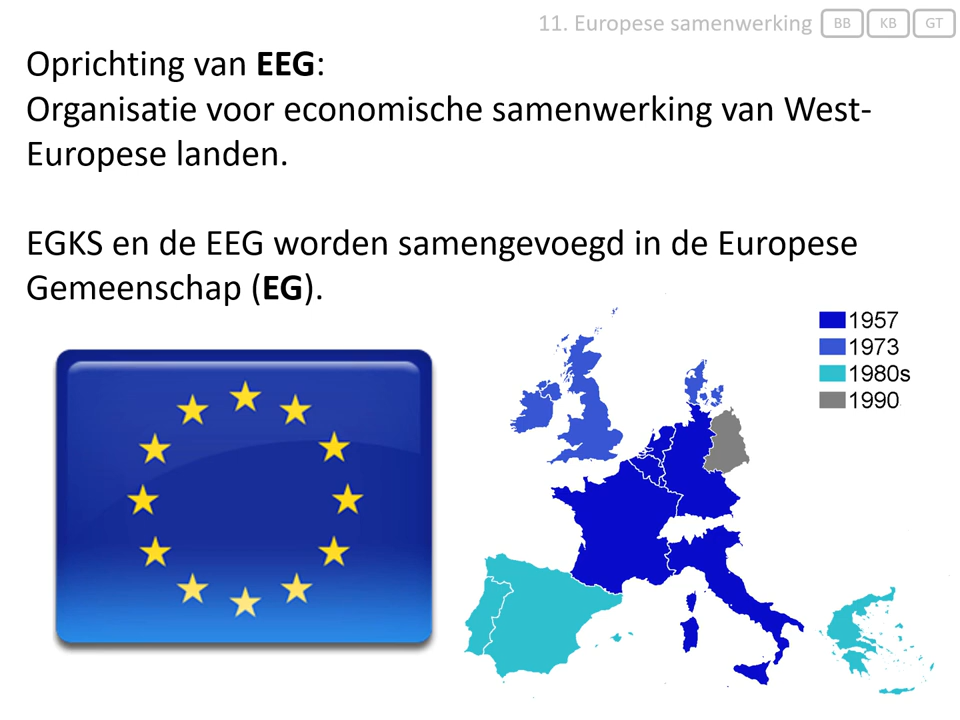 11. Europese samenwerking BB KB GT
Oprichting van EEG:
Organisatie voor economische samenwerking van West-
Europese landen.
EGKS en de EEG worden samengevoegd in de Europese
Gemeenschap (EG).
1957
1973
1980s
1990